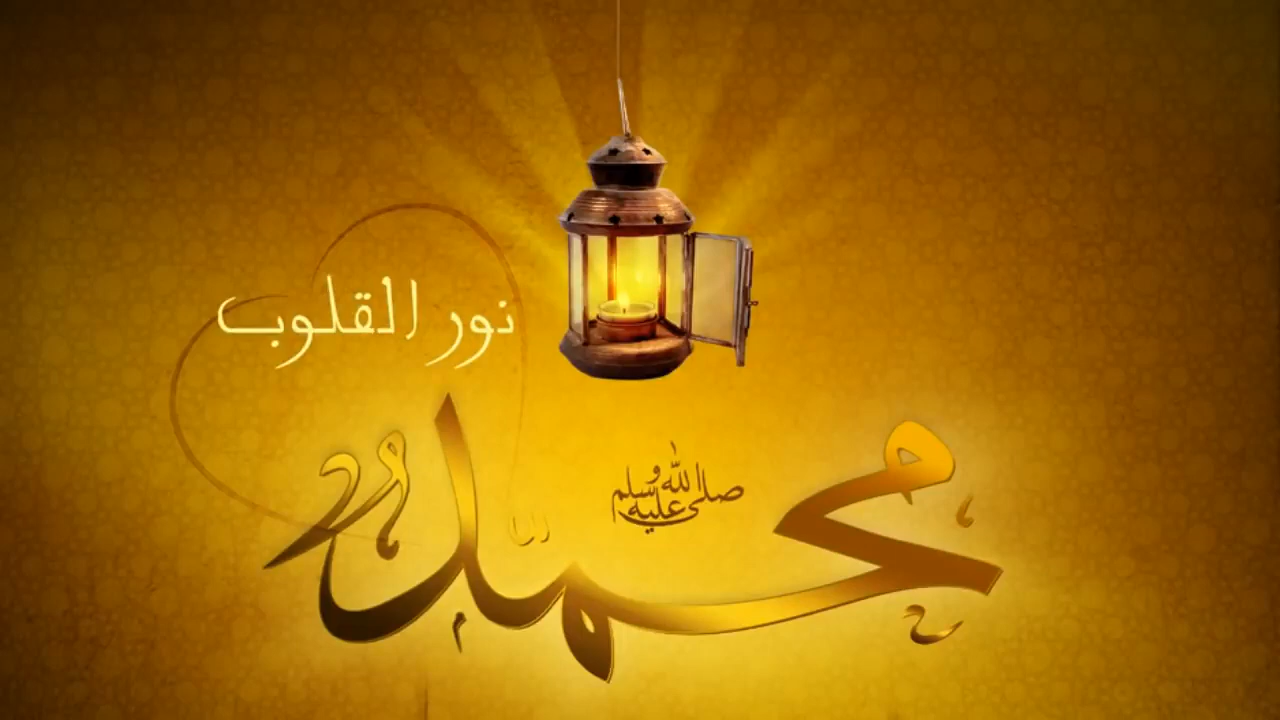 نور القلوب
محمد
صلى الله عليه وسلم